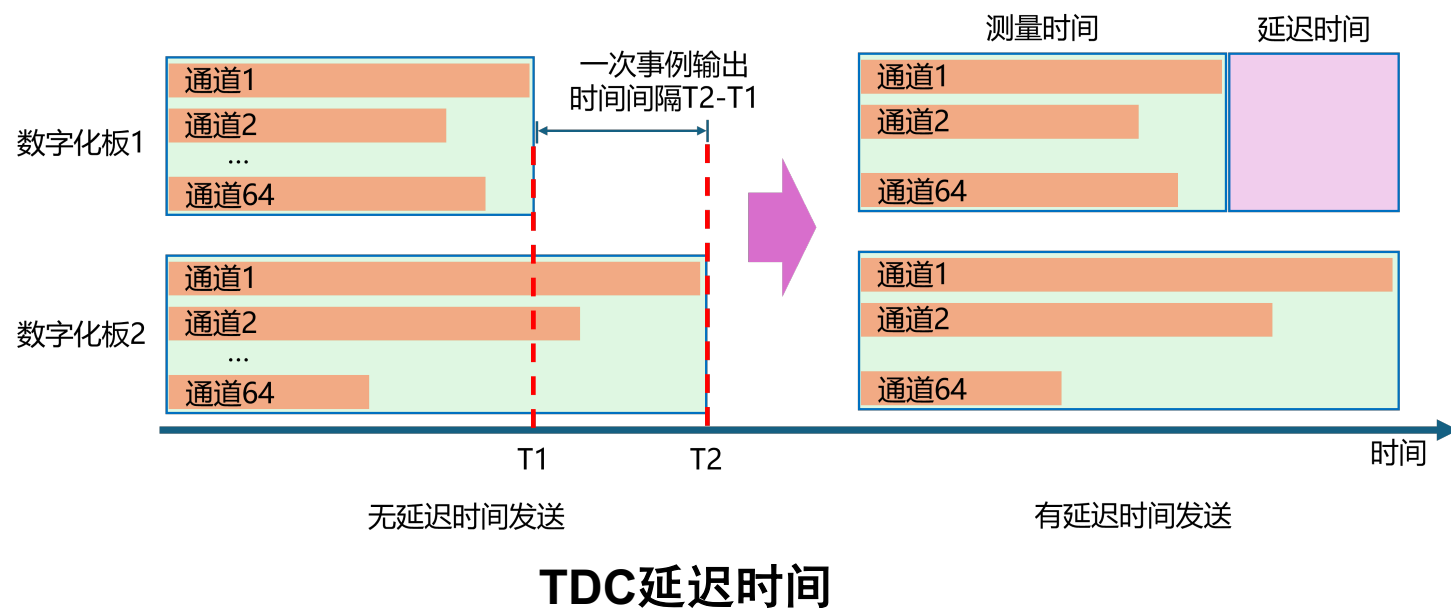 测量时间
延迟时间
一次事例输出
时间间隔T2-T1
数字化板1
通道1
通道2
...
通道64
通道1
通道2
通道64
数字化板2
通道1
通道2
...
通道64
通道1
通道2
通道64
T1
T2
时间
无延迟时间发送
有延迟时间发送
TDC延迟时间